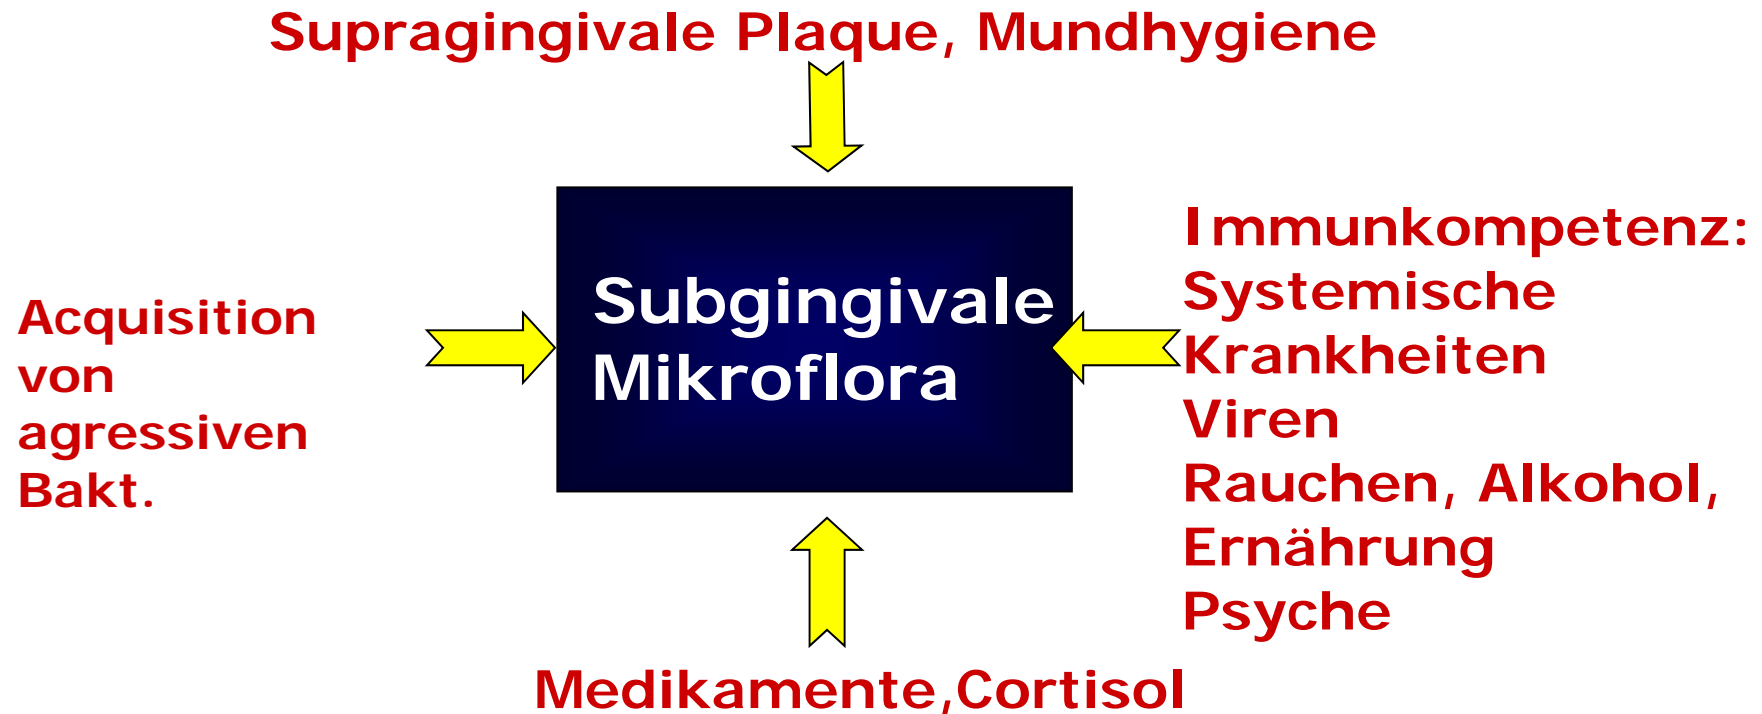 Supragingivale Plaque, Mundhygiene
Acquisition
von
agressiven
Bakt.
Subgingivale
Mikroflora
Immunkompetenz:
Systemische
Krankheiten
Viren
Rauchen, Alkohol,
Ernährung
Psyche
Medikamente,Cortisol